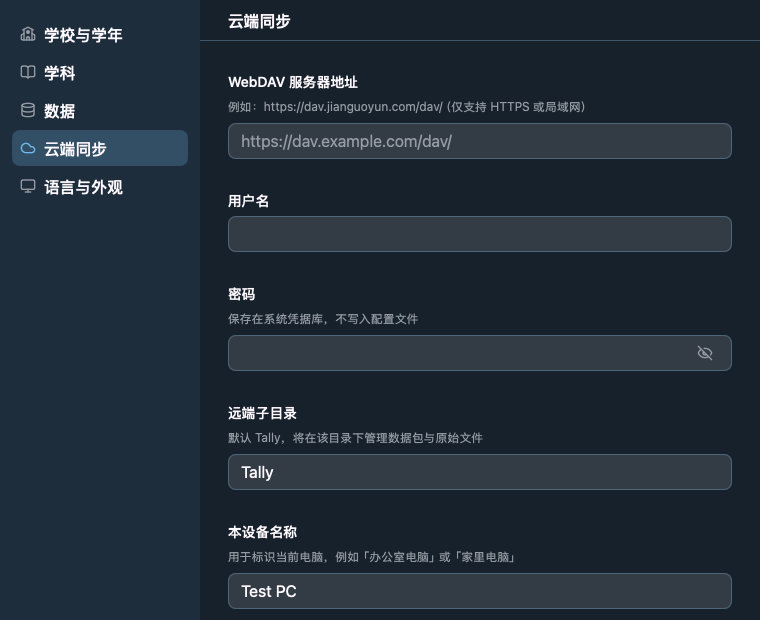 学校与学年
学科
数据
云端同步
语言与外观
云端同步
WebDAV 服务器地址
例如：https://dav.jianguoyun.com/dav/ (仅支持 HTTPS 或局域网)
https://dav.example.com/dav/
用户名
密码
保存在系统凭据库，不写入配置文件
远端子目录
默认 Tally，将在该目录下管理数据包与原始文件
Tally
本设备名称
用于标识当前电脑，例如「办公室电脑」或「家里电脑」
Test PC